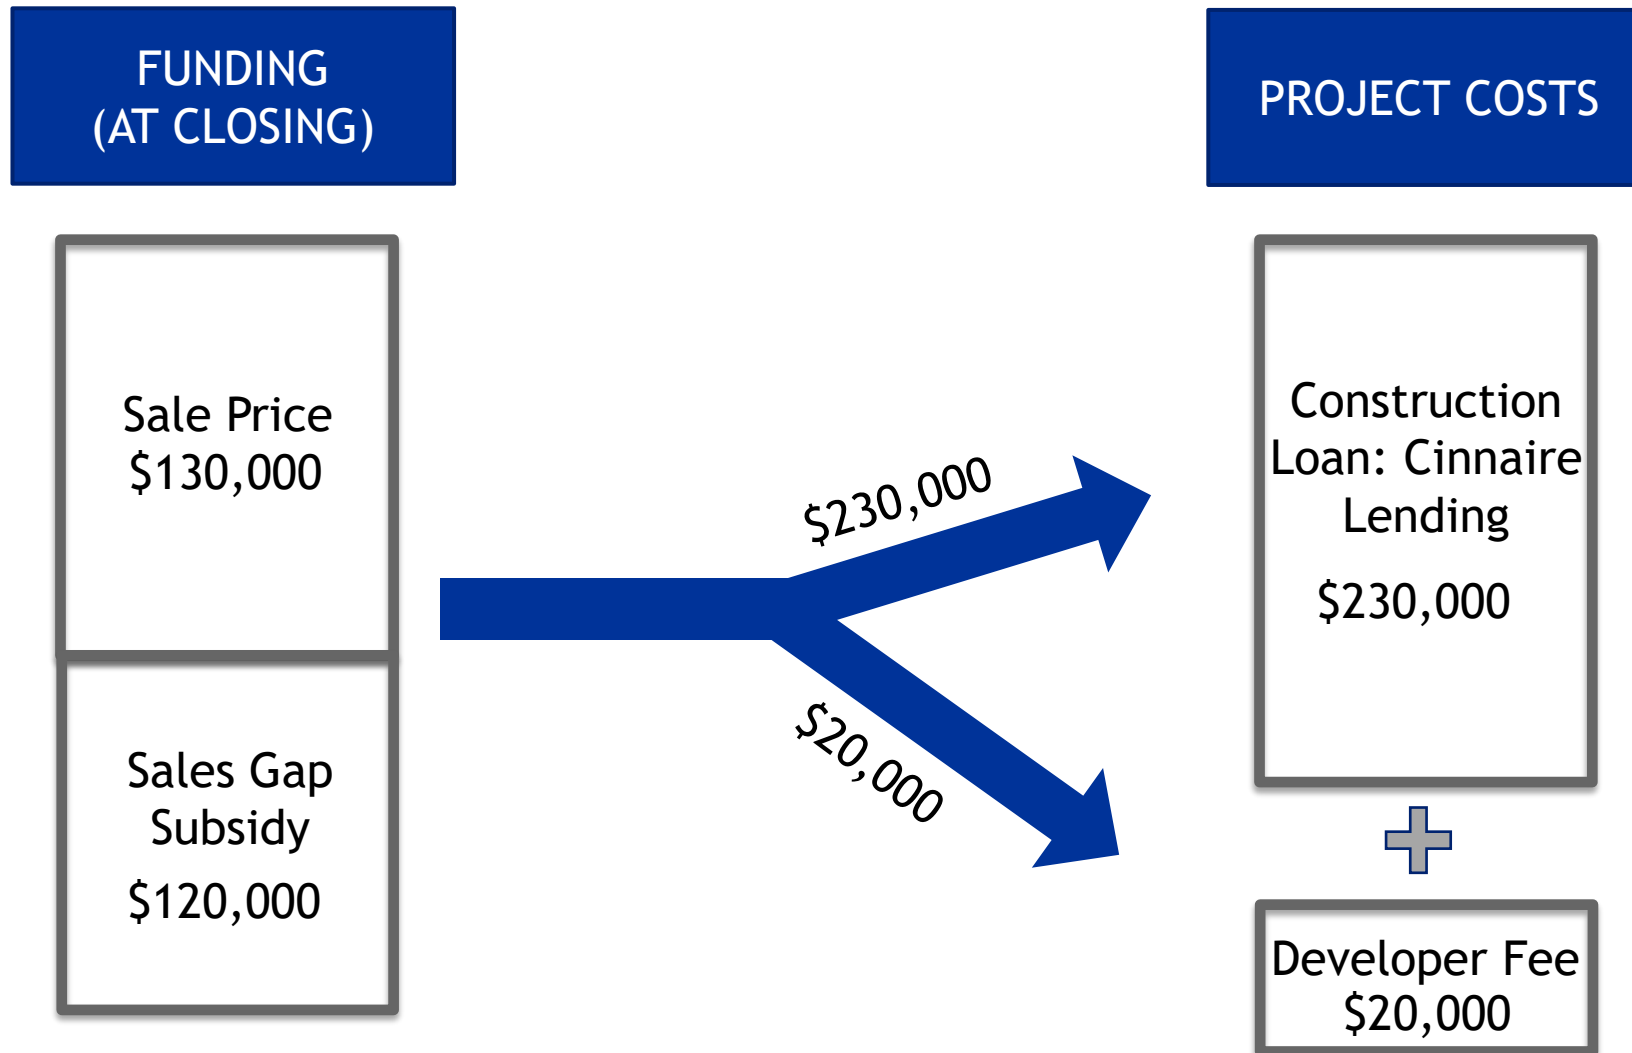 FUNDING
(AT CLOSING)
PROJECT COSTS
Sale Price
$130,000
Sales Gap
Subsidy
$120,000
$230,000
$20,000
Construction
Loan: Cinnaire
Lending
$230,000
Developer Fee
$20,000